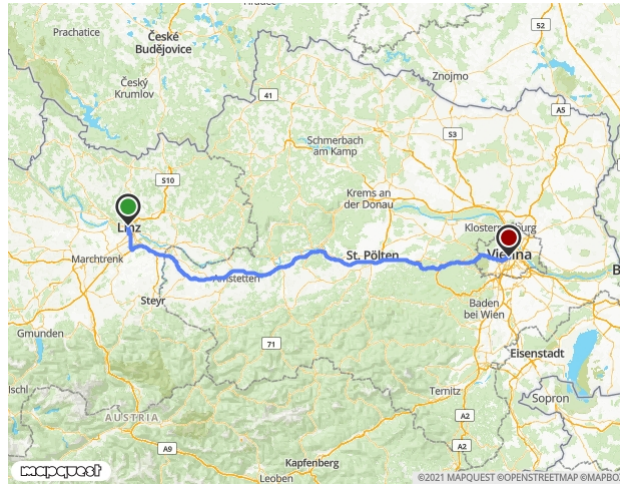 Prachatice
České
Budějovice
Český
Krumlov
Znojmo
52
A5
41
S3
Schmerbach
am Kamp
S10
Krems an
der Donau
Klosterneuburg
Linz
Marchtrenk
St. Pölten
Vienna
Amstetten
Steyr
Baden
bei Wien
Gmunden
71
Eisenstadt
Ternitz
Sopron
AUSTRIA
A2
A9
A2
Kapfenberg
Leoben
mapquest
©2021 MAPQUEST ©OPENSTREETMAP ©MAPBO